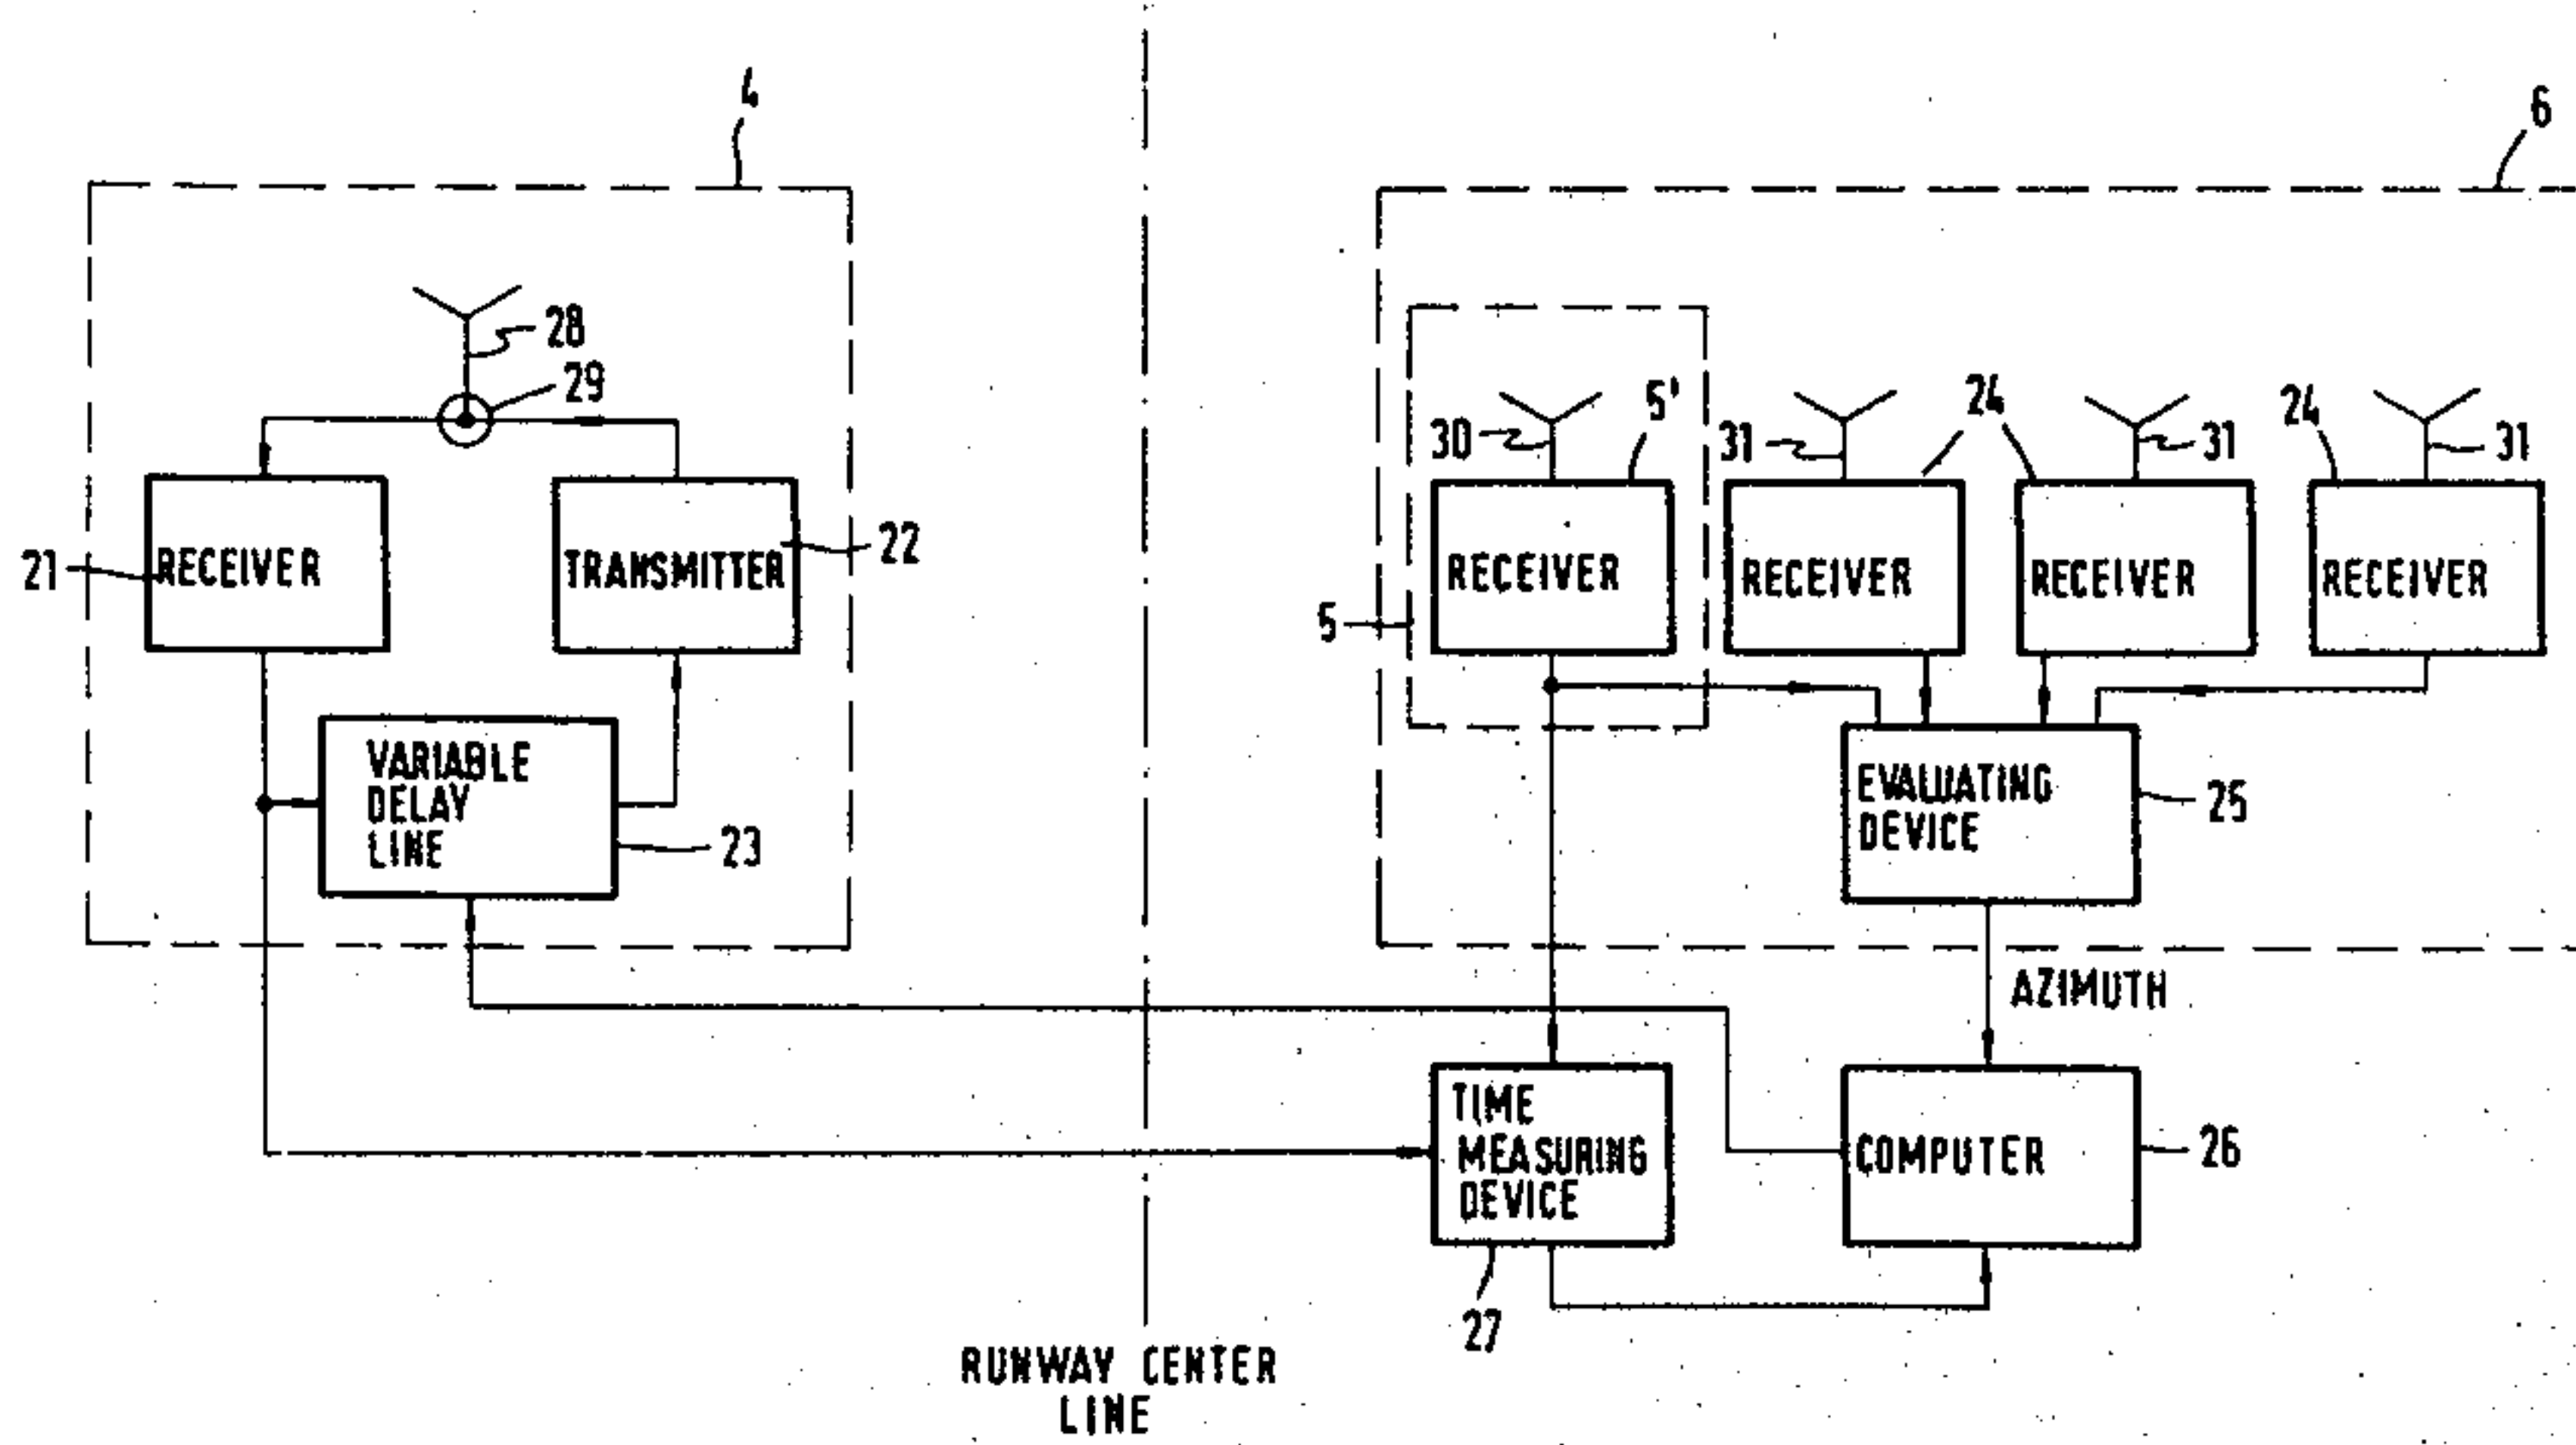 4
6
28
29
5'
24
24
30
31
31
31
21
RECEIVER
TRANSMITTER
22
5
RECEIVER
RECEIVER
RECEIVER
RECEIVER
VARIABLE
DELAY
LINE
23
EVALUATING
DEVICE
25
AZIMUTH
TIME
MEASURING
DEVICE
27
COMPUTER
26
RUNWAY CENTER
LINE